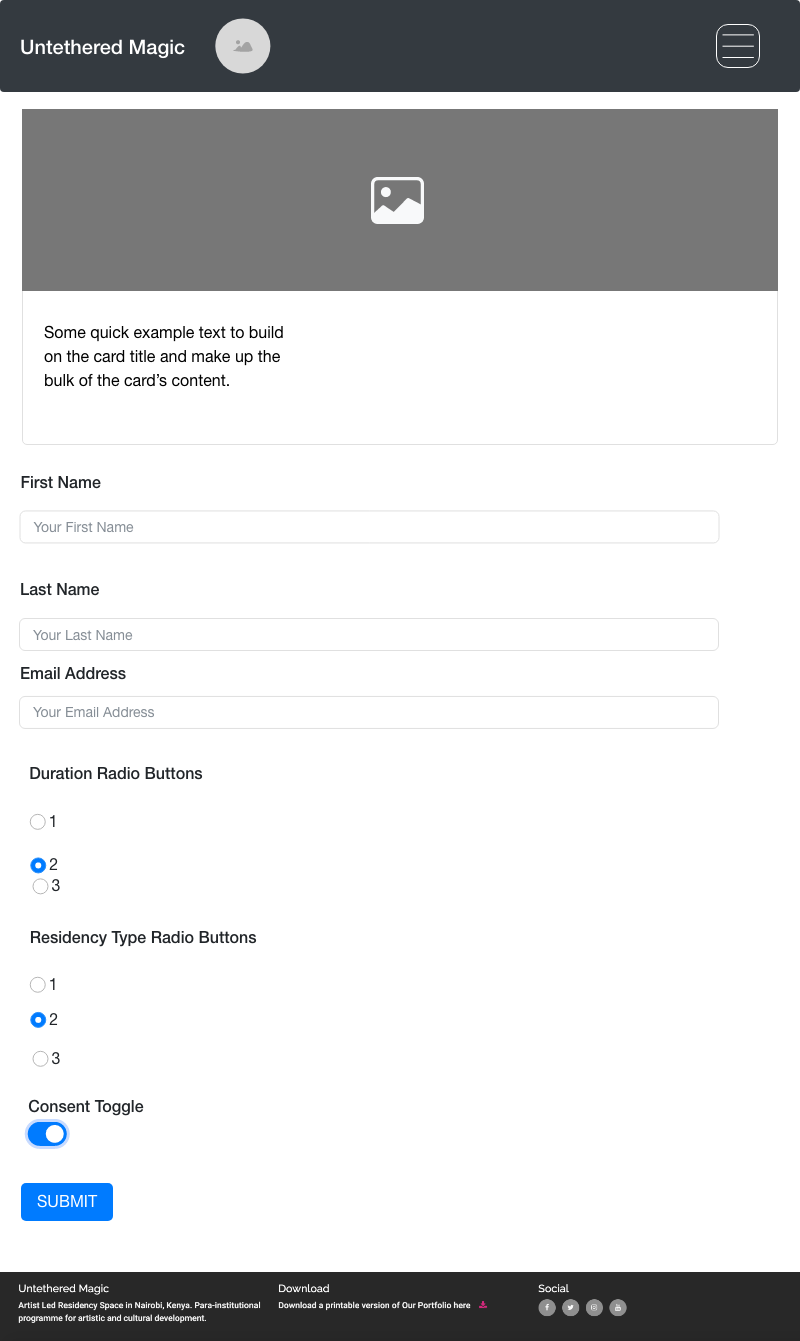 Untethered Magic
Some quick example text to build
on the card title and make up the
bulk of the card’s content.
First Name
Your First Name
Last Name
Your Last Name
Email Address
Your Email Address
Duration Radio Buttons
1
2
3
Residency Type Radio Buttons
1
2
3
Consent Toggle
SUBMIT
Untethered Magic
Artist Led Residency Space in Nairobi, Kenya. Para-institutional
programme for artistic and cultural development.
Download
Download a printable version of Our Portfolio here
Social